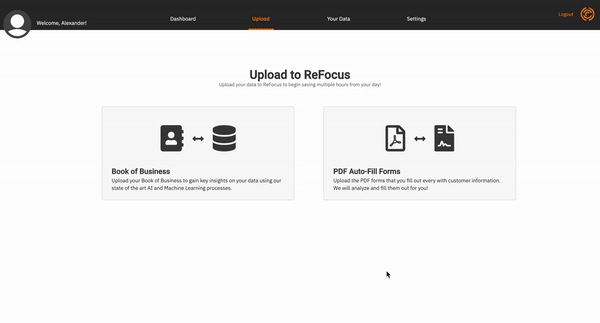 Welcome, Alexander!
Dashboard
Upload
Your Data
Settings
Logout
Upload to ReFocus
Upload your data to ReFocus to begin saving multiple hours from your day!
Book of Business
Upload your Book of Business to gain key insights on your data using our
state of the art AI and Machine Learning processes.
PDF Auto-Fill Forms
Upload the PDF forms that you fill out every with customer information.
We will analyze and fill them out for you!